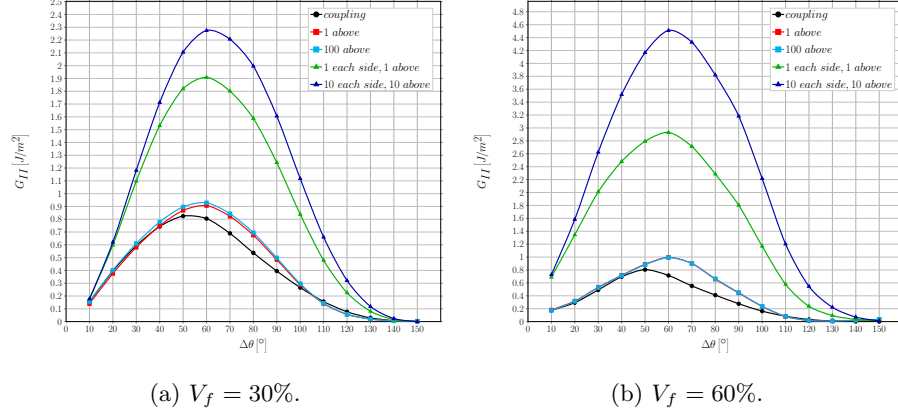 2.5
2.4
2.3
2.2
2.1
2
1.9
1.8
1.7
1.6
1.5
1.4
1.3
1.2
1.1
1
0.9
0.8
0.7
0.6
0.5
0.4
0.3
0.2
0.1
0
G_{II} [J/m²]
coupling
1 above
100 above
1 each side, 1 above
10 each side, 10 above
0 10 20 30 40 50 60 70 80 90 100 110 120 130 140 150
Δθ [°]
(a) V_f = 30%.
5
4.8
4.6
4.4
4.2
4
3.8
3.6
3.4
3.2
3
2.8
2.6
2.4
2.2
2
1.8
1.6
1.4
1.2
1
0.8
0.6
0.4
0.2
0
G_{II} [J/m²]
coupling
1 above
100 above
1 each side, 1 above
10 each side, 10 above
0 10 20 30 40 50 60 70 80 90 100 110 120 130 140 150
Δθ [°]
(b) V_f = 60%.